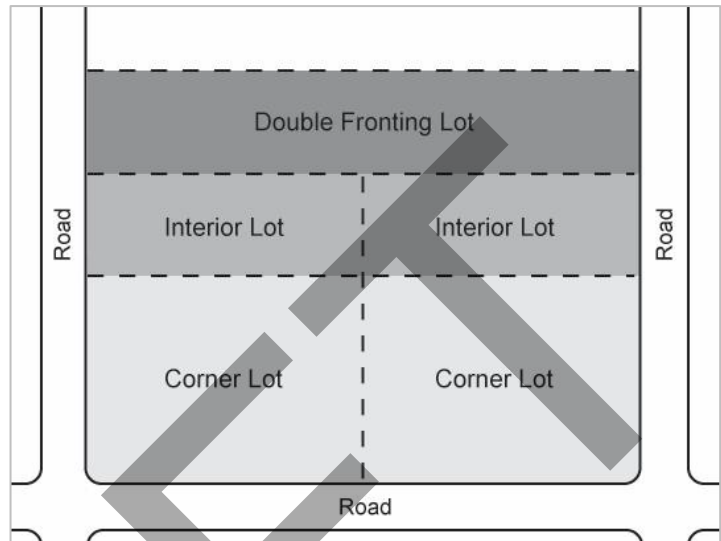 Double Fronting Lot
Road
Interior Lot
Interior Lot
Road
Corner Lot
Corner Lot
Road